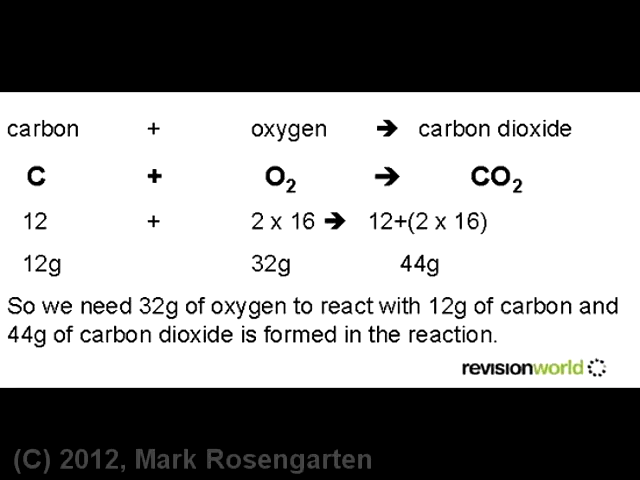 carbon + oxygen ➔ carbon dioxide
C + O₂ ➔ CO₂
12 + 2 x 16 ➔ 12+(2 x 16)
12g 32g 44g
So we need 32g of oxygen to react with 12g of carbon and
44g of carbon dioxide is formed in the reaction.
revisionworld
(C) 2012, Mark Rosengarten